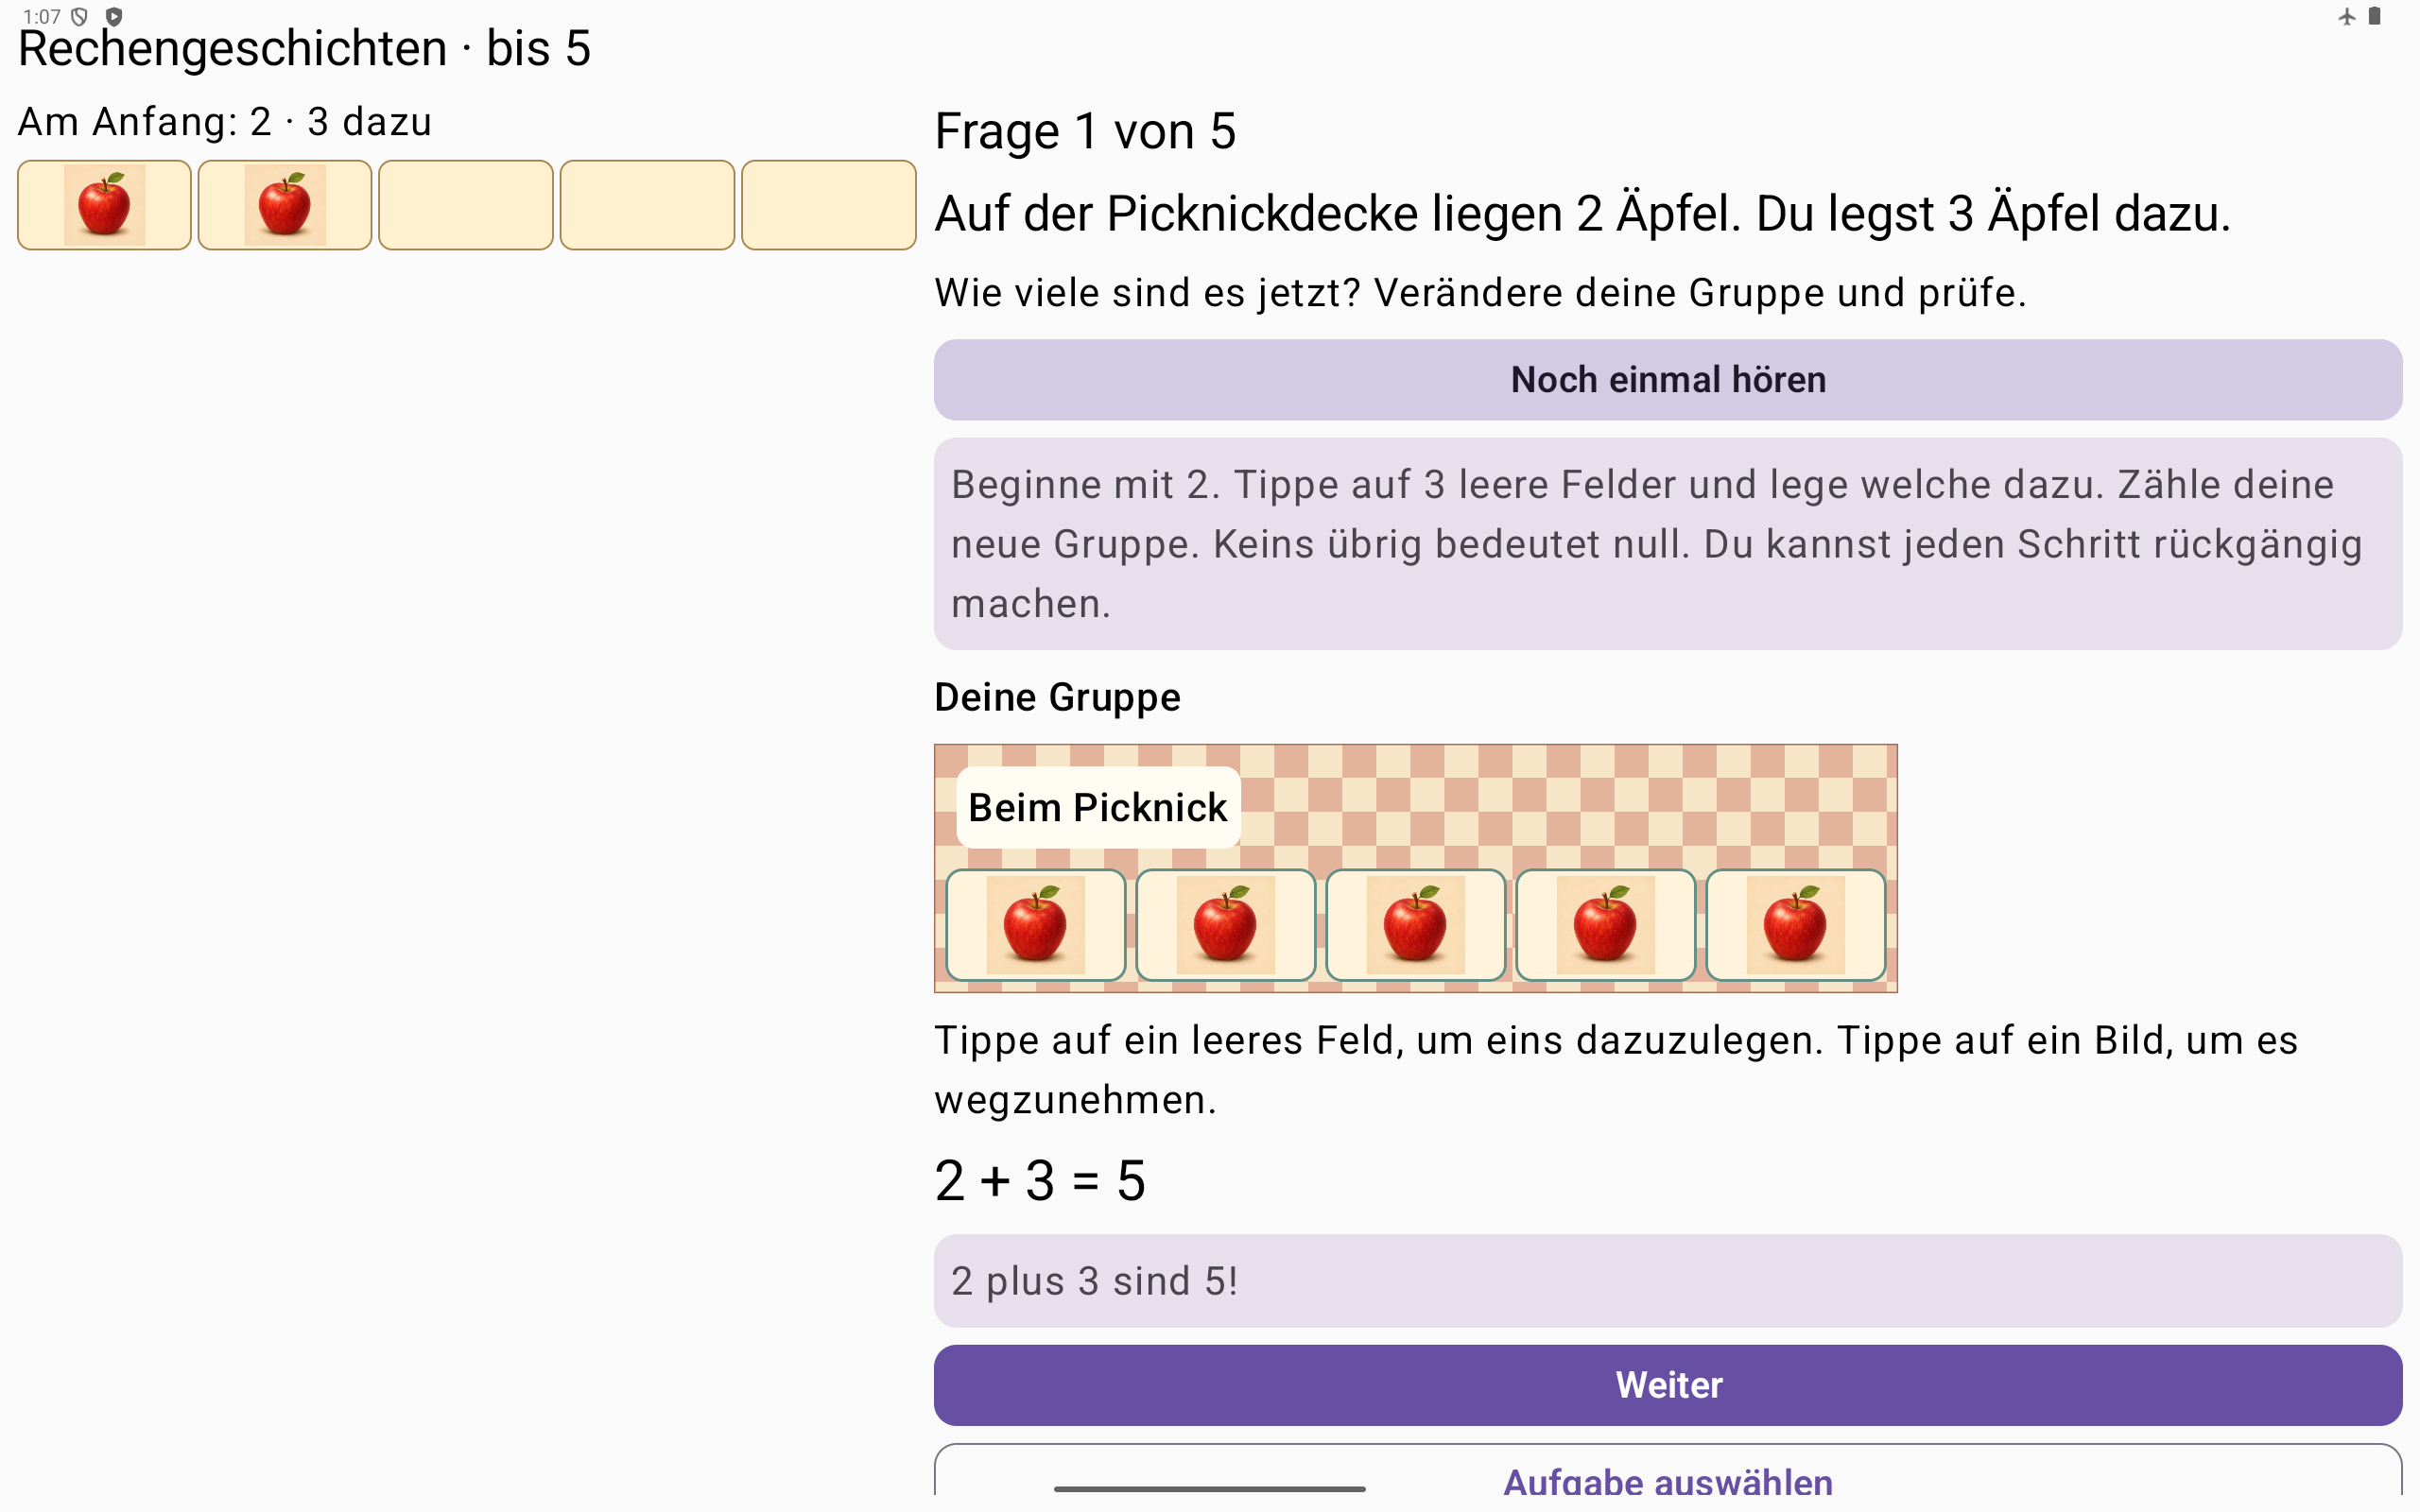 1:07
Rechengeschichten · bis 5
Am Anfang: 2 · 3 dazu
Frage 1 von 5
Auf der Picknickdecke liegen 2 Äpfel. Du legst 3 Äpfel dazu.
Wie viele sind es jetzt? Verändere deine Gruppe und prüfe.
Noch einmal hören
Beginne mit 2. Tippe auf 3 leere Felder und lege welche dazu. Zähle deine
neue Gruppe. Keins übrig bedeutet null. Du kannst jeden Schritt rückgängig
machen.
Deine Gruppe
Beim Picknick
Tippe auf ein leeres Feld, um eins dazuzulegen. Tippe auf ein Bild, um es
wegzunehmen.
2 + 3 = 5
2 plus 3 sind 5!
Weiter
Aufgabe auswählen